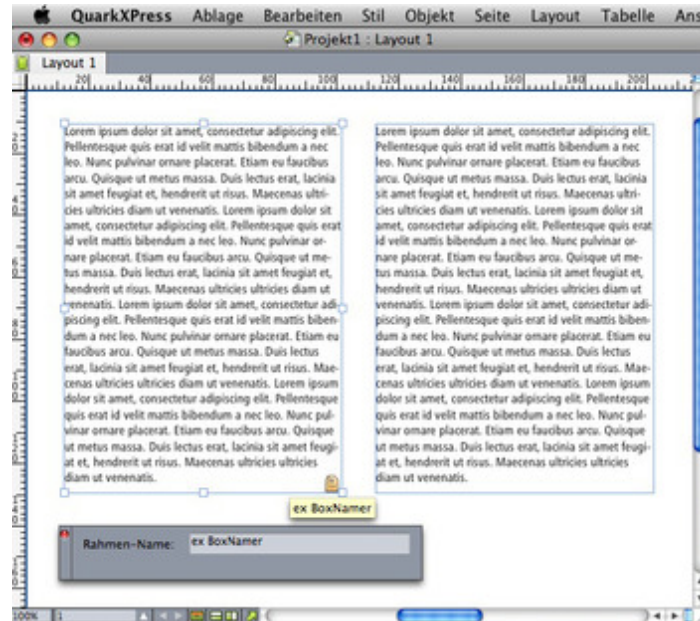 QuarkXPress Ablage Bearbeiten Stil Objekt Seite Layout Tabelle Ans
Projekt1 : Layout 1
Layout 1
20 40 60 80 100 120 140 160 180 200
Lorem ipsum dolor sit amet, consectetur adipiscing elit.
Pellentesque quis erat id velit mattis bibendum a nec
leo. Nunc pulvinar ornare placerat. Etiam eu faucibus
arcu. Quisque ut metus massa. Duis lectus erat, lacinia
sit amet feugiat et, hendrerit ut risus. Maecenas ultri-
cies ultricies diam ut venenatis. Lorem ipsum dolor sit
amet, consectetur adipiscing elit. Pellentesque quis erat
id velit mattis bibendum a nec leo. Nunc pulvinar or-
nare placerat. Etiam eu faucibus arcu. Quisque ut me-
tus massa. Duis lectus erat, lacinia sit amet feugiat et,
hendrerit ut risus. Maecenas ultricies ultricies diam ut
venenatis. Lorem ipsum dolor sit amet, consectetur adi-
piscing elit. Pellentesque quis erat id velit mattis biben-
dum a nec leo. Nunc pulvinar ornare placerat. Etiam eu
faucibus arcu. Quisque ut metus massa. Duis lectus
erat, lacinia sit amet feugiat et, hendrerit ut risus. Mae-
cenas ultricies ultricies diam ut venenatis. Lorem ipsum
dolor sit amet, consectetur adipiscing elit. Pellentesque
quis erat id velit mattis bibendum a nec leo. Nunc pul-
vinar ornare placerat. Etiam eu faucibus arcu. Quisque
ut metus massa. Duis lectus erat, lacinia sit amet feugi-
at et, hendrerit ut risus. Maecenas ultricies ultricies
diam ut venenatis.
Lorem ipsum dolor sit amet, consectetur adipiscing elit.
Pellentesque quis erat id velit mattis bibendum a nec
leo. Nunc pulvinar ornare placerat. Etiam eu faucibus
arcu. Quisque ut metus massa. Duis lectus erat, lacinia
sit amet feugiat et, hendrerit ut risus. Maecenas ultri-
cies ultricies diam ut venenatis. Lorem ipsum dolor sit
amet, consectetur adipiscing elit. Pellentesque quis erat
id velit mattis bibendum a nec leo. Nunc pulvinar or-
nare placerat. Etiam eu faucibus arcu. Quisque ut me-
tus massa. Duis lectus erat, lacinia sit amet feugiat et,
hendrerit ut risus. Maecenas ultricies ultricies diam ut
venenatis. Lorem ipsum dolor sit amet, consectetur adi-
piscing elit. Pellentesque quis erat id velit mattis biben-
dum a nec leo. Nunc pulvinar ornare placerat. Etiam eu
faucibus arcu. Quisque ut metus massa. Duis lectus
erat, lacinia sit amet feugiat et, hendrerit ut risus. Mae-
cenas ultricies ultricies diam ut venenatis. Lorem ipsum
dolor sit amet, consectetur adipiscing elit. Pellentesque
quis erat id velit mattis bibendum a nec leo. Nunc pul-
vinar ornare placerat. Etiam eu faucibus arcu. Quisque
ut metus massa. Duis lectus erat, lacinia sit amet feugi-
at et, hendrerit ut risus. Maecenas ultricies ultricies
diam ut venenatis.
ex BoxNamer
Rahmen-Name: ex BoxNamer
100% 1